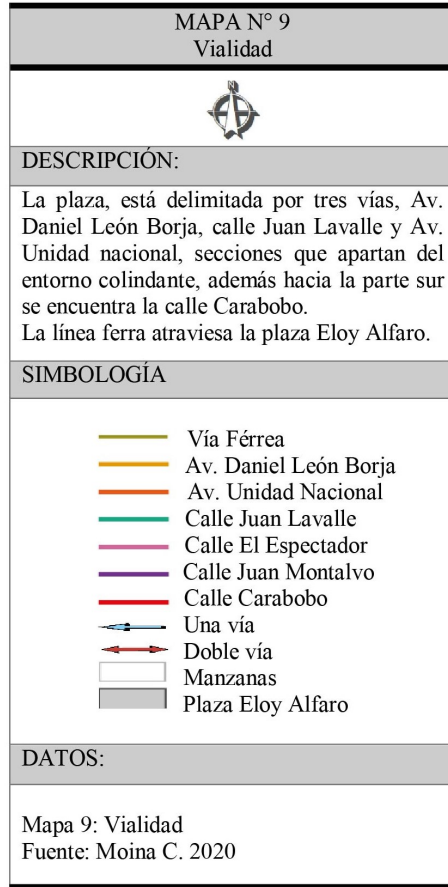 MAPA N° 9
Vialidad
N
DESCRIPCIÓN:
La plaza, está delimitada por tres vías, Av.
Daniel León Borja, calle Juan Lavalle y Av.
Unidad nacional, secciones que apartan del
entorno colindante, además hacia la parte sur
se encuentra la calle Carabobo.
La línea ferra atraviesa la plaza Eloy Alfaro.
SIMBOLOGÍA
Vía Férrea
Av. Daniel León Borja
Av. Unidad Nacional
Calle Juan Lavalle
Calle El Espectador
Calle Juan Montalvo
Calle Carabobo
Una vía
Doble vía
Manzanas
Plaza Eloy Alfaro
DATOS:
Mapa 9: Vialidad
Fuente: Moina C. 2020